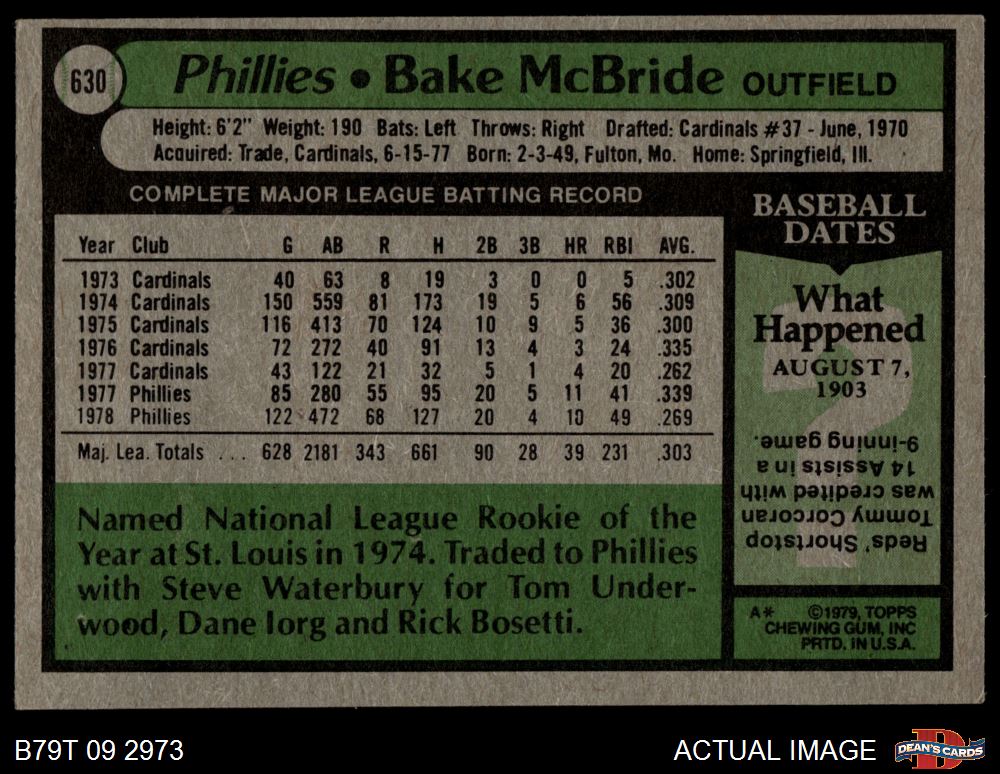 630
Phillies • Bake McBride OUTFIELD
Height: 6'2" Weight: 190 Bats: Left Throws: Right Drafted: Cardinals #37 - June, 1970
Acquired: Trade, Cardinals, 6-15-77 Born: 2-3-49, Fulton, Mo. Home: Springfield, Ill.
COMPLETE MAJOR LEAGUE BATTING RECORD
Year Club G AB R H 2B 3B HR RBI AVG.
1973 Cardinals 40 63 8 19 3 0 0 5 .302
1974 Cardinals 150 559 81 173 19 5 6 56 .309
1975 Cardinals 116 413 70 124 10 9 5 36 .300
1976 Cardinals 72 272 40 91 13 4 3 24 .335
1977 Cardinals 43 122 21 32 5 1 4 20 .262
1977 Phillies 85 280 55 95 20 5 11 41 .339
1978 Phillies 122 472 68 127 20 4 10 49 .269
Maj. Lea. Totals ... 628 2181 343 661 90 28 39 231 .303
Named National League Rookie of the
Year at St. Louis in 1974. Traded to Phillies
with Steve Waterbury for Tom Under-
wood, Dane Iorg and Rick Bosetti.
BASEBALL
DATES
What
Happened
AUGUST 7,
1903
Reds' Shortstop
Tommy Corcoran
was credited with
14 Assists in a
9-inning game.
A* ©1979, TOPPS
CHEWING GUM, INC
PRTD. IN U.S.A.
B79T 09 2973
ACTUAL IMAGE
DEAN'S CARDS